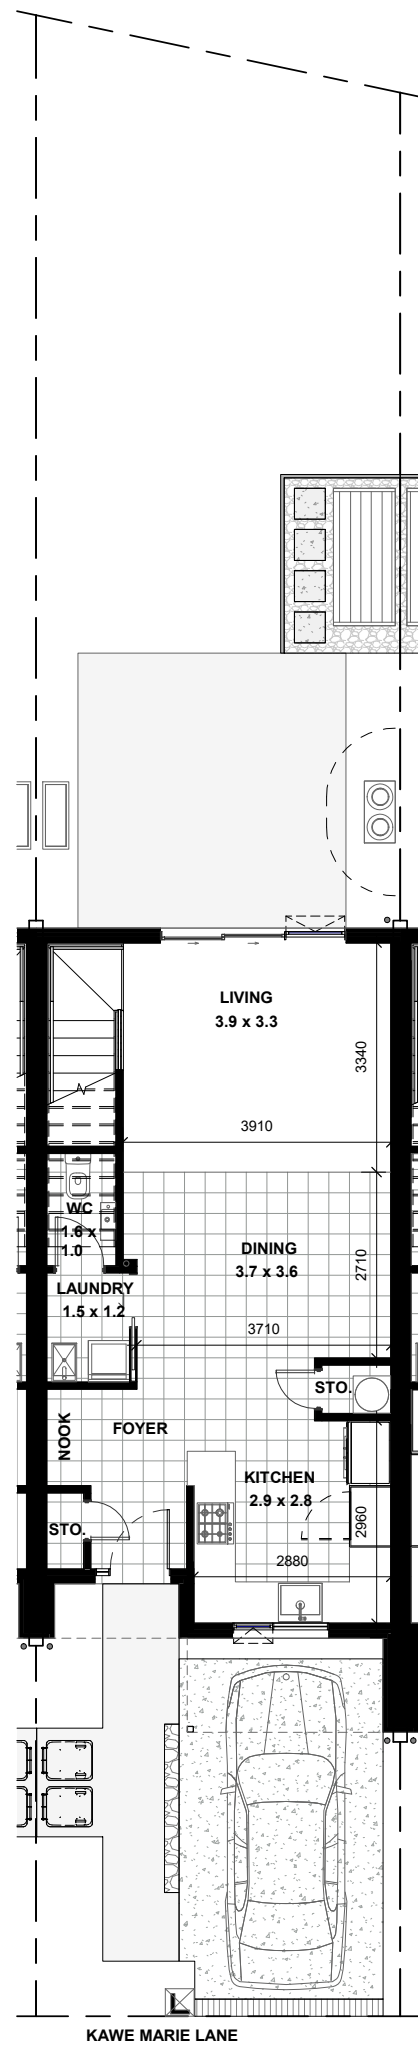 LIVING
3.9 x 3.3
3340
3910
WC
1.6 x
1.0
DINING
3.7 x 3.6
2710
LAUNDRY
1.5 x 1.2
3710
STO.
NOOK
FOYER
KITCHEN
2.9 x 2.8
STO.
2960
2880
KAWE MARIE LANE